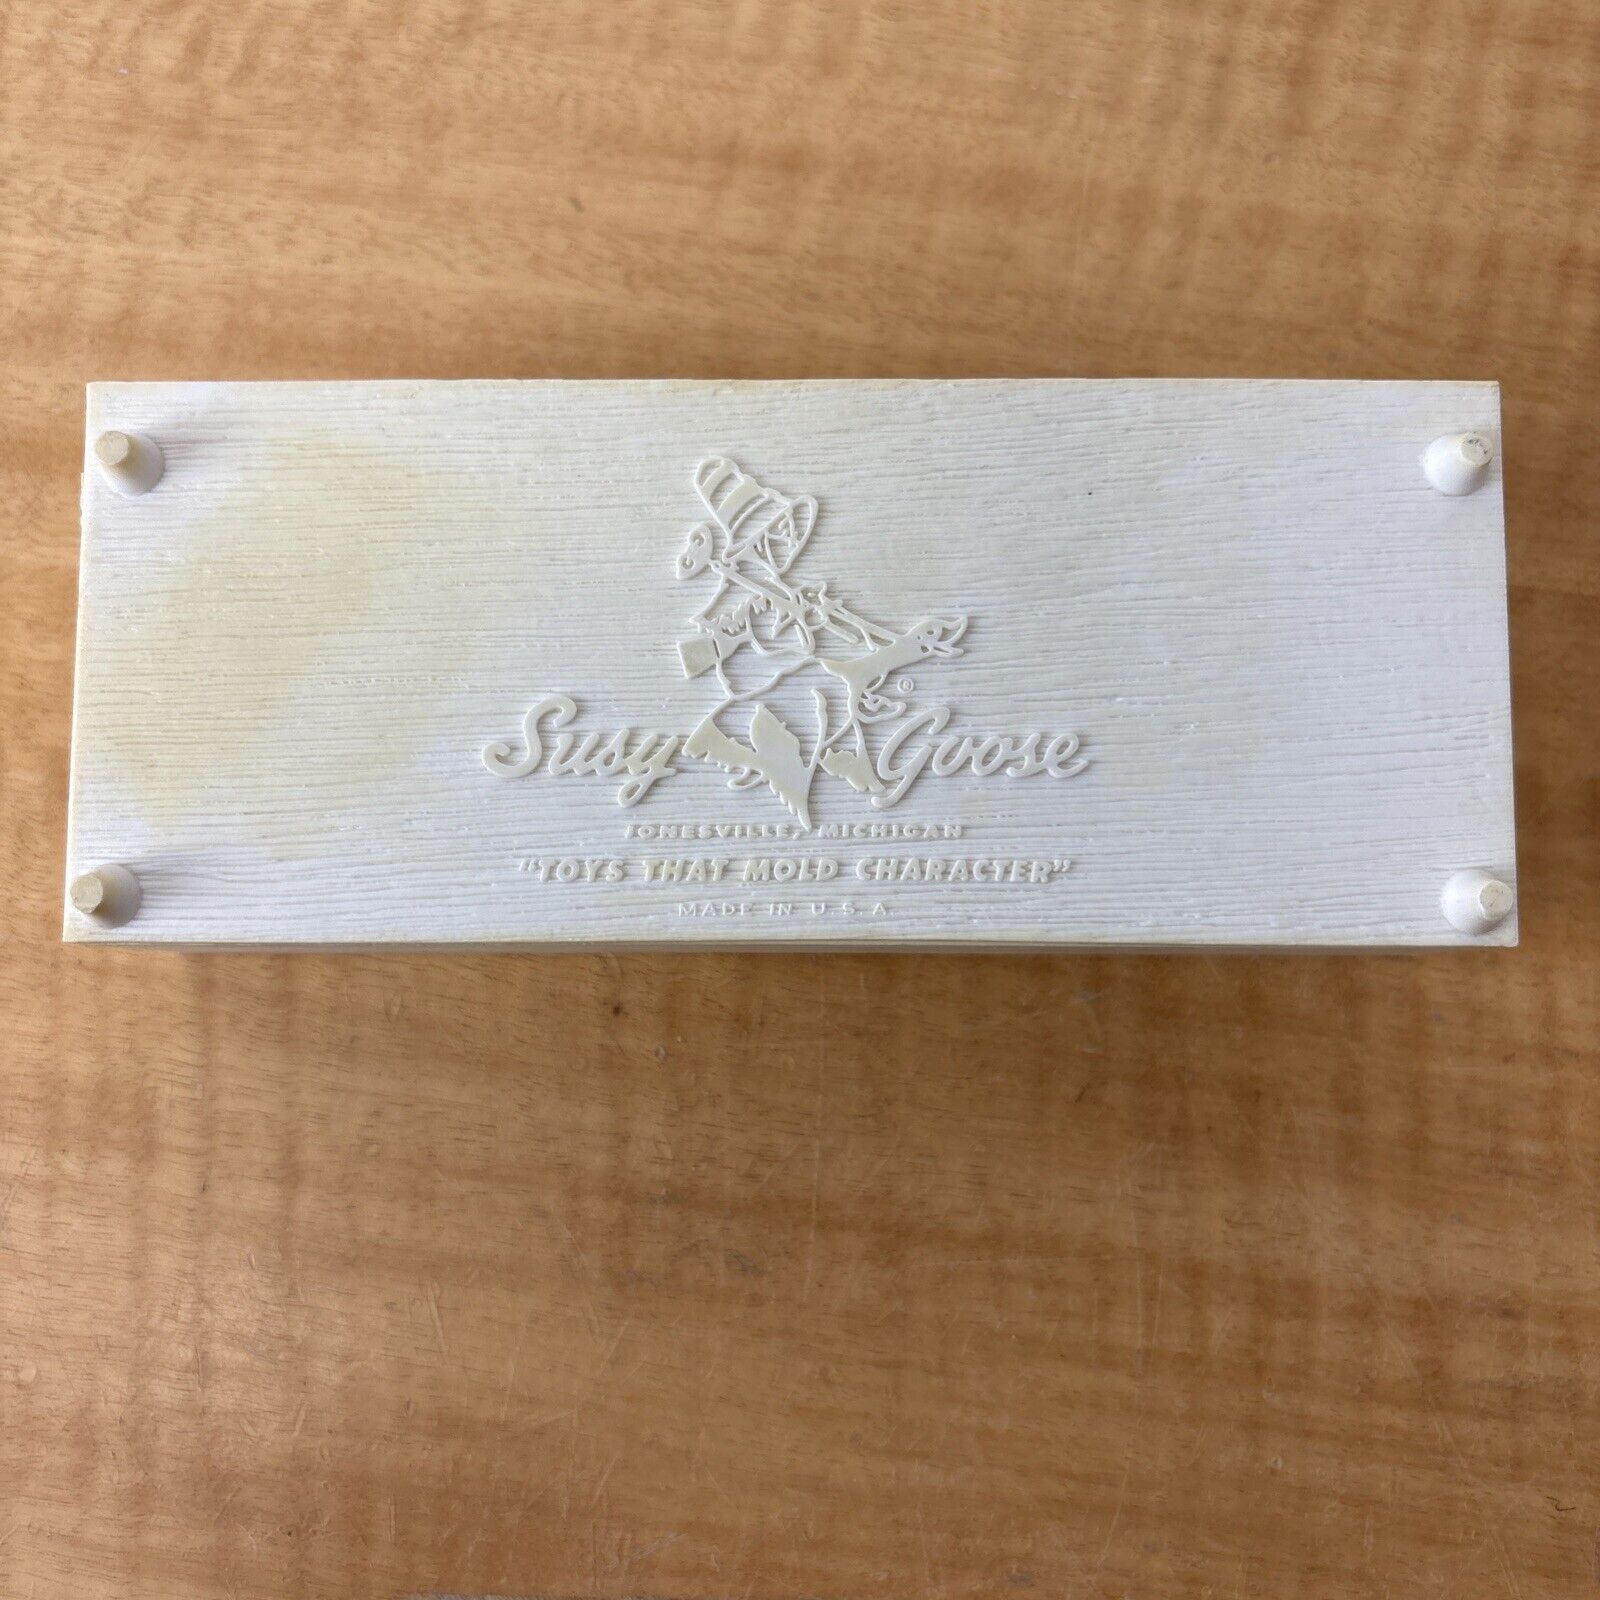 ®
Susy Goose
JONESVILLE, MICHIGAN
"TOYS THAT MOLD CHARACTER"
MADE IN U.S.A.